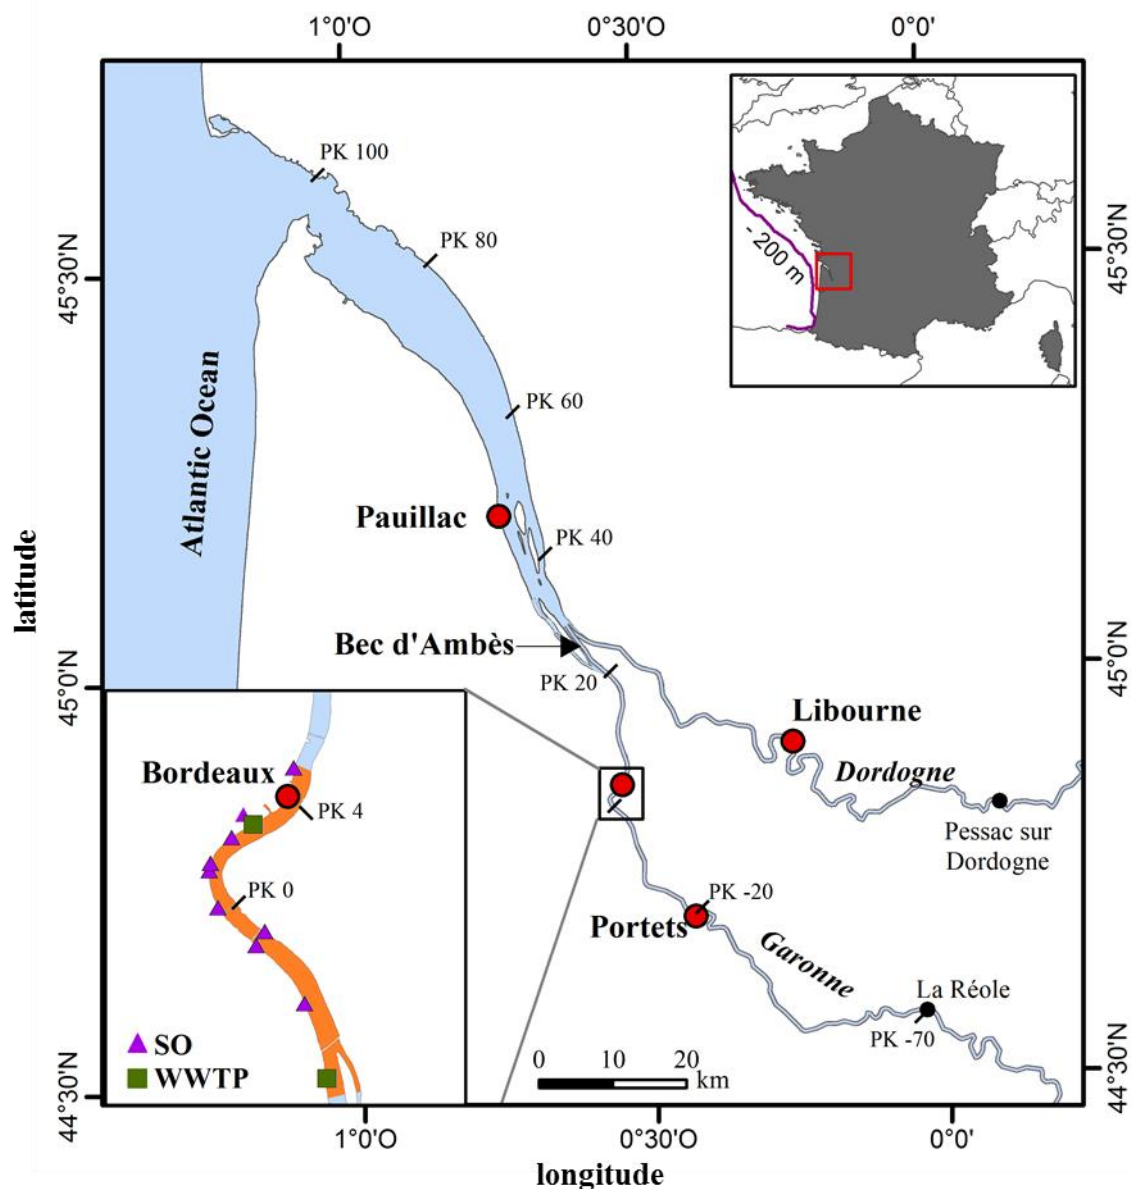 1°0'O
0°30'O
0°0'
PK 100
PK 80
- 200 m
45°30'N
45°30'N
Atlantic Ocean
PK 60
Pauillac
PK 40
latitude
Bec d'Ambès
PK 20
45°0'N
45°0'N
Libourne
Dordogne
Bordeaux
PK 4
Pessac sur
Dordogne
PK 0
PK -20
Portets
Garonne
La Réole
PK -70
SO
WWTP
0 10 20
km
44°30'N
44°30'N
1°0'O
0°30'O
0°0'
longitude